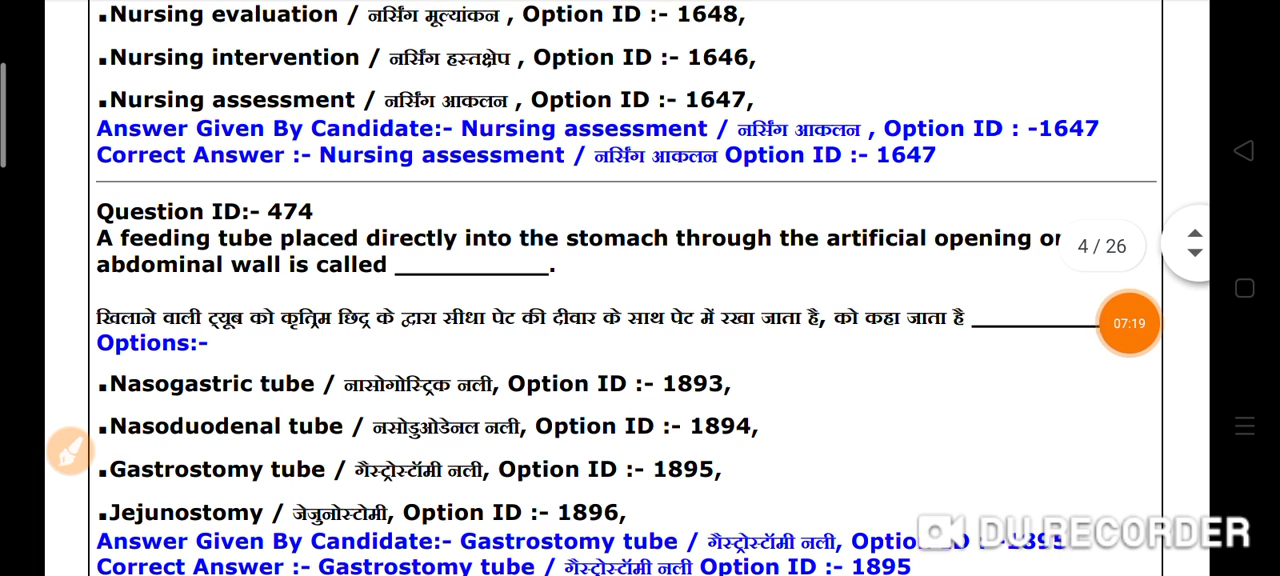 ▪Nursing evaluation / नर्सिंग मूल्यांकन , Option ID :- 1648,
▪Nursing intervention / नर्सिंग हस्तक्षेप , Option ID :- 1646,
▪Nursing assessment / नर्सिंग आकलन , Option ID :- 1647,
Answer Given By Candidate:- Nursing assessment / नर्सिंग आकलन , Option ID : -1647
Correct Answer :- Nursing assessment / नर्सिंग आकलन Option ID :- 1647
Question ID:- 474
A feeding tube placed directly into the stomach through the artificial opening
4 / 26
abdominal wall is called ____________.
खिलाने वाली ट्यूब को कृत्रिम छिद्र के द्वारा सीधा पेट की दीवार के साथ पेट में रखा जाता है, को कहा जाता है ____________
07:19
Options:-
▪Nasogastric tube / नासोगोस्ट्रिक नली, Option ID :- 1893,
▪Nasoduodenal tube / नसोडुओडेनल नली, Option ID :- 1894,
▪Gastrostomy tube / गैस्ट्रोस्टॉमी नली, Option ID :- 1895,
▪Jejunostomy / जेजुनोस्टोमी, Option ID :- 1896,
DU RECORDER
Answer Given By Candidate:- Gastrostomy tube / गैस्ट्रोस्टॉमी नली,
Correct Answer :- Gastrostomy tube / गैस्ट्रोस्टॉमी नली Option ID :- 1895